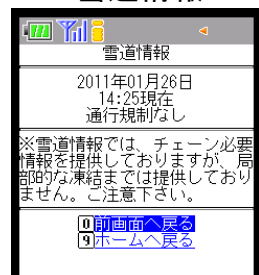 雪道情報
2011年01月26日
14:25現在
通行規制なし
※雪道情報では、チェーン必要
情報を提供しておりますが、局
部的な凍結までは提供しており
ません。ご注意下さい。
0前画面へ戻る
9ホームへ戻る